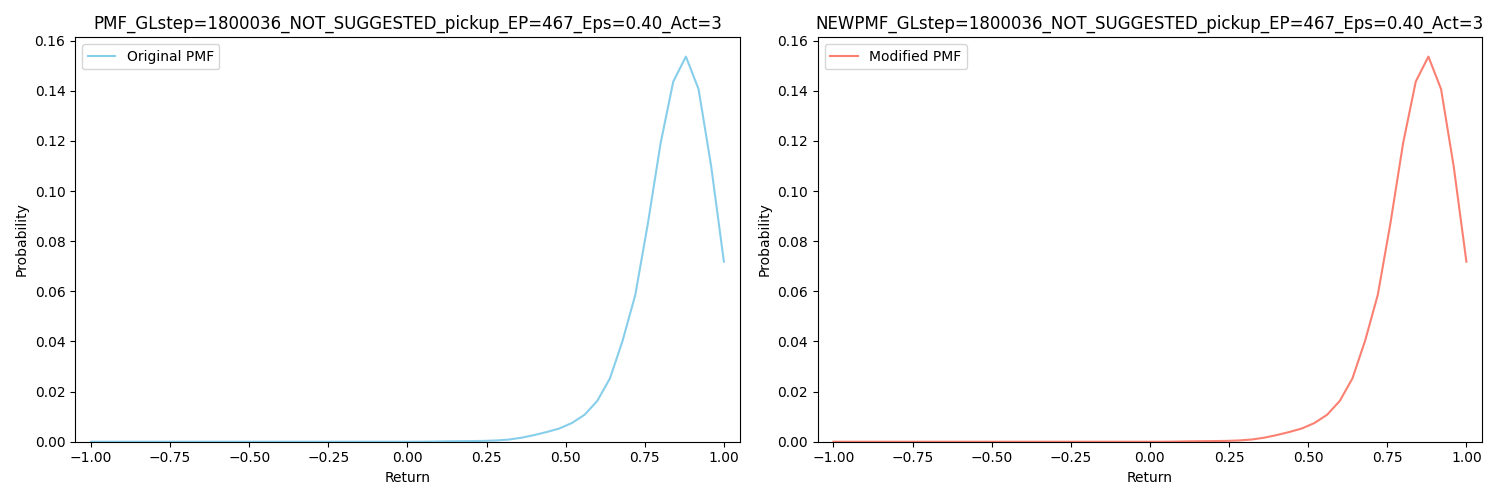 PMF_GLstep=1800036_NOT_SUGGESTED_pickup_EP=467_Eps=0.40_Act=3
Original PMF
0.16
0.14
0.12
0.10
0.08
0.06
0.04
0.02
0.00
Probability
−1.00 −0.75 −0.50 −0.25 0.00 0.25 0.50 0.75 1.00
Return
NEWPMF_GLstep=1800036_NOT_SUGGESTED_pickup_EP=467_Eps=0.40_Act=3
Modified PMF
0.16
0.14
0.12
0.10
0.08
0.06
0.04
0.02
0.00
Probability
−1.00 −0.75 −0.50 −0.25 0.00 0.25 0.50 0.75 1.00
Return